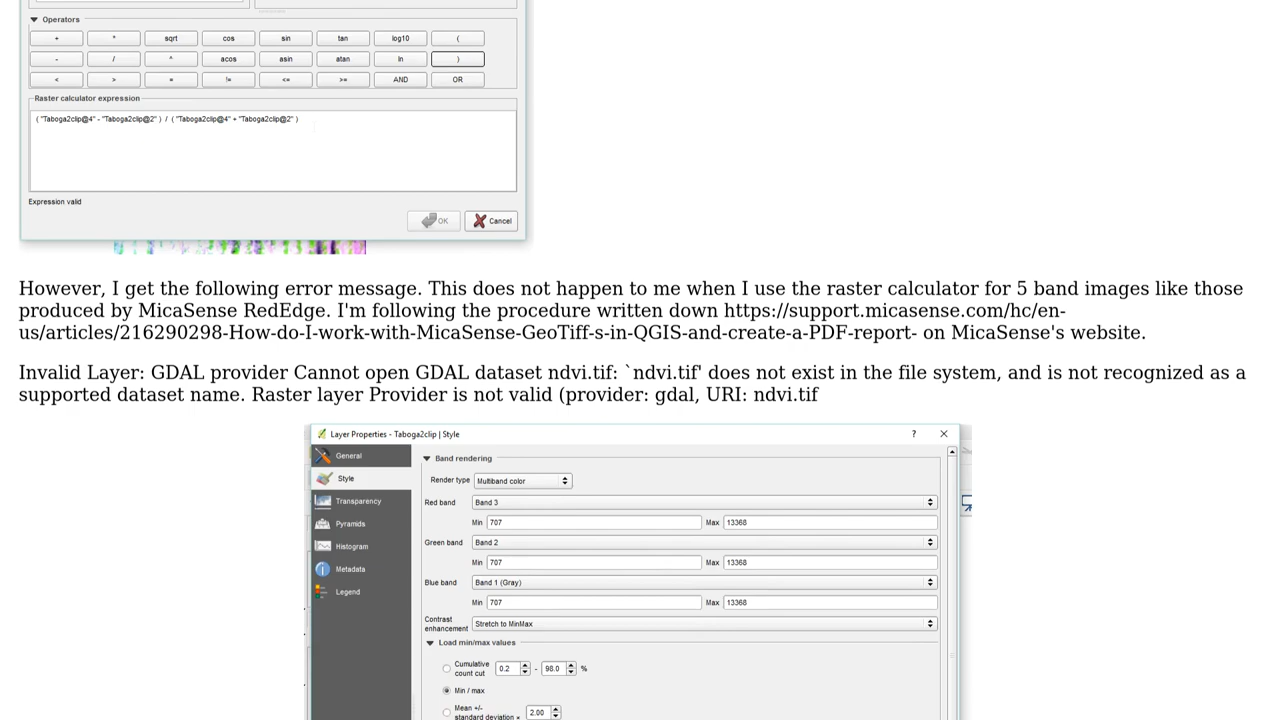 Operators
+ * sqrt cos sin tan log10 (
- / ^ acos asin atan ln )
< > = != <= >= AND OR
Raster calculator expression
( "Taboga2clip@4" - "Taboga2clip@2" ) / ( "Taboga2clip@4" + "Taboga2clip@2" )
Expression valid
OK Cancel
However, I get the following error message. This does not happen to me when I use the raster calculator for 5 band images like those
produced by MicaSense RedEdge. I'm following the procedure written down https://support.micasense.com/hc/en-
us/articles/216290298-How-do-I-work-with-MicaSense-GeoTiff-s-in-QGIS-and-create-a-PDF-report- on MicaSense's website.
Invalid Layer: GDAL provider Cannot open GDAL dataset ndvi.tif: `ndvi.tif' does not exist in the file system, and is not recognized as a
supported dataset name. Raster layer Provider is not valid (provider: gdal, URI: ndvi.tif
Layer Properties - Taboga2clip | Style ?
General
Style
Transparency
Pyramids
Histogram
Metadata
Legend
Band rendering
Render type Multiband color
Red band Band 3
Min 707 Max 13368
Green band Band 2
Min 707 Max 13368
Blue band Band 1 (Gray)
Min 707 Max 13368
Contrast
enhancement Stretch to MinMax
Load min/max values
Cumulative
count cut 0.2 - 98.0 %
Min / max
Mean +/-
standard deviation × 2.00